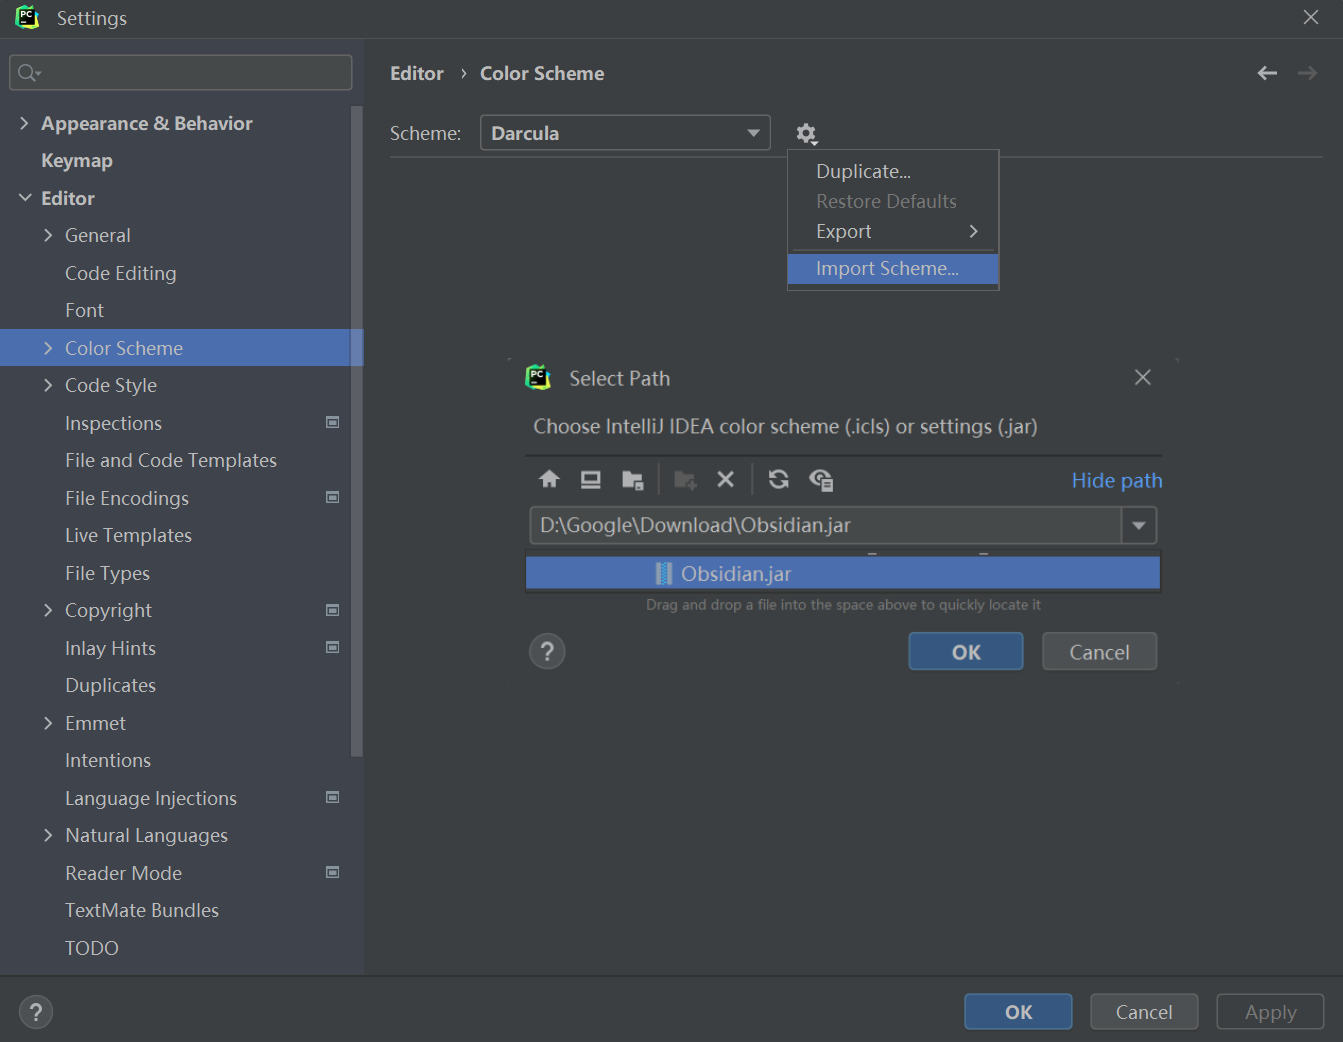 Settings
Appearance & Behavior
Keymap
Editor
General
Code Editing
Font
Color Scheme
Code Style
Inspections
File and Code Templates
File Encodings
Live Templates
File Types
Copyright
Inlay Hints
Duplicates
Emmet
Intentions
Language Injections
Natural Languages
Reader Mode
TextMate Bundles
TODO
Editor › Color Scheme
Scheme: Darcula
Duplicate...
Restore Defaults
Export
Import Scheme...
PC Select Path
Choose IntelliJ IDEA color scheme (.icls) or settings (.jar)
Hide path
D:\Google\Download\Obsidian.jar
Obsidian.jar
Drag and drop a file into the space above to quickly locate it
? OK Cancel
? OK Cancel Apply